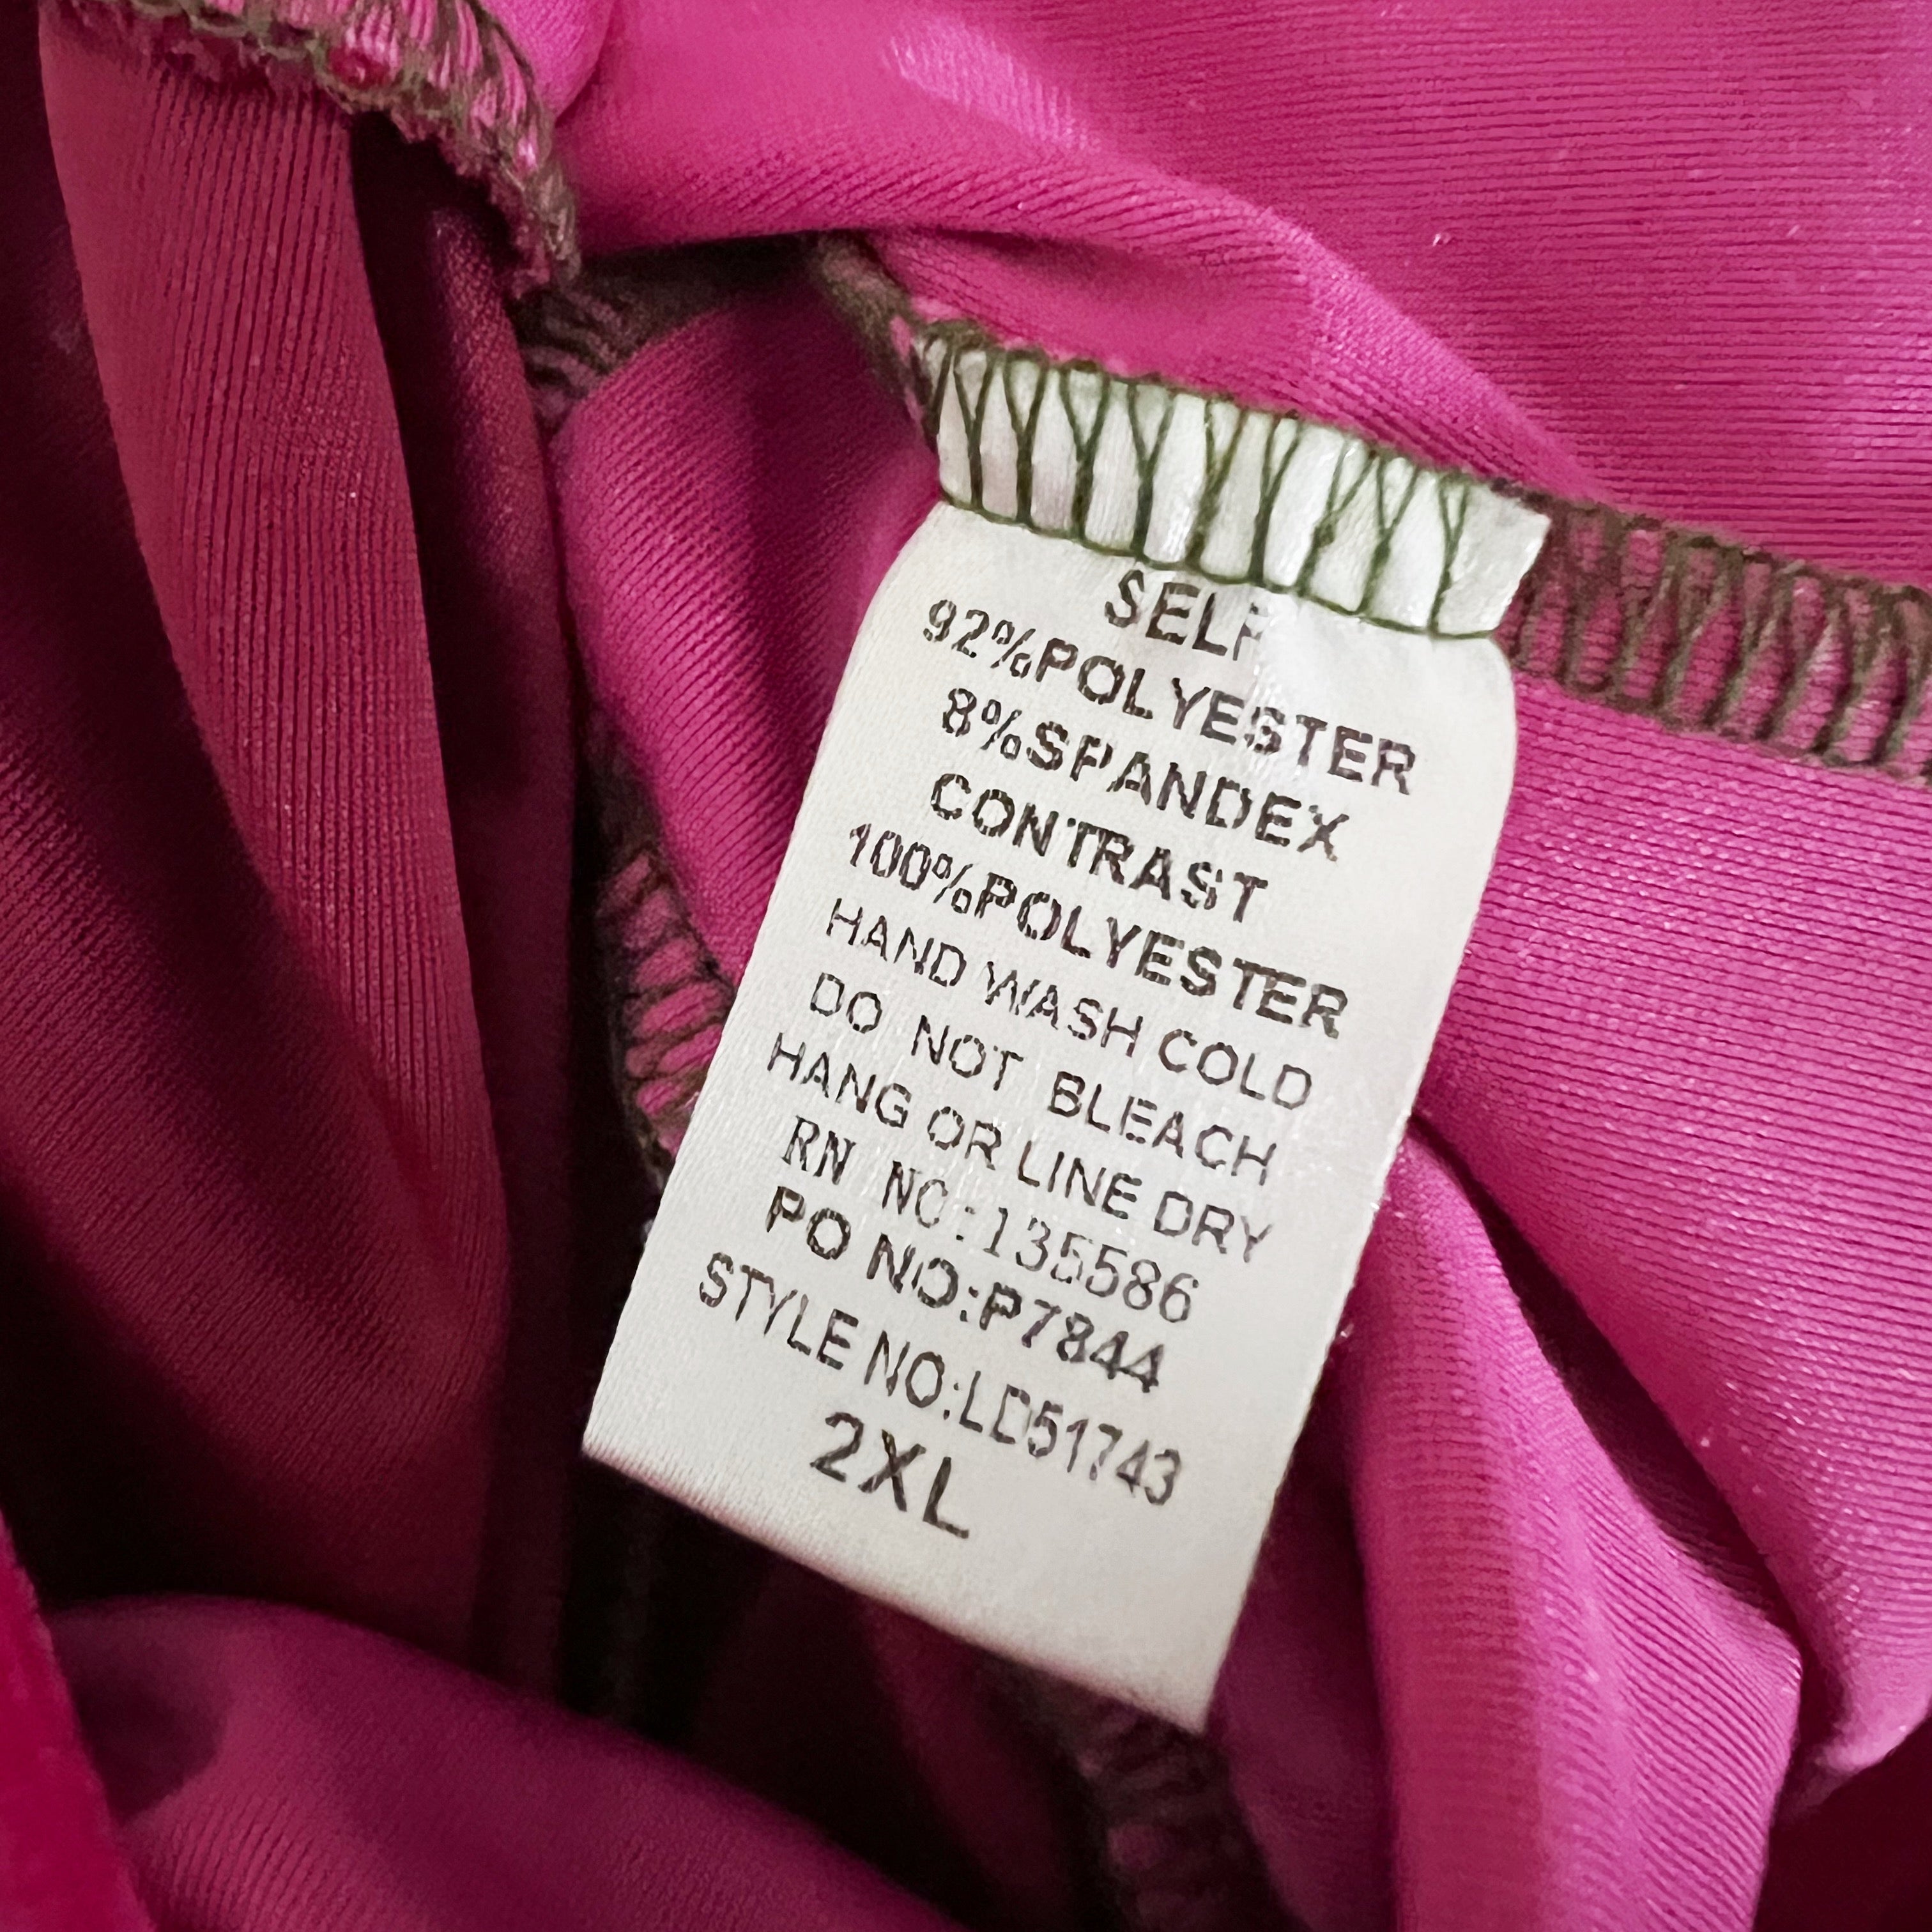 SELF
92%POLYESTER
8%SPANDEX
CONTRAST
100%POLYESTER
HAND WASH COLD
DO NOT BLEACH
HANG OR LINE DRY
RN NO:135586
PO NO:P7844
STYLE NO:LD51743
2XL